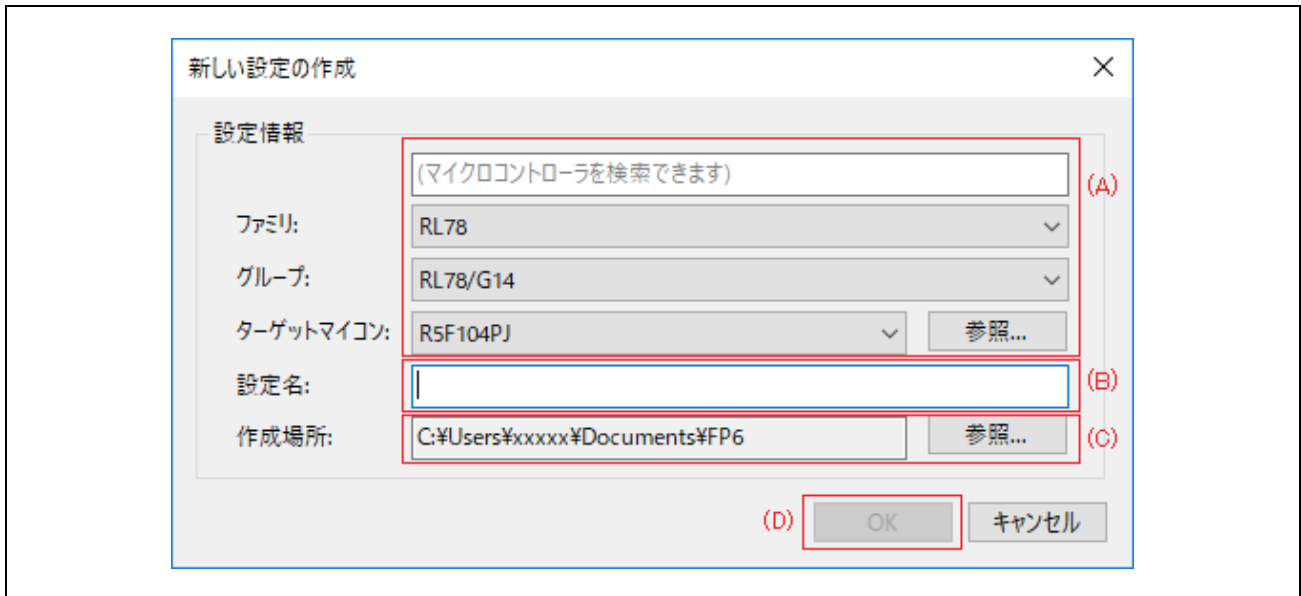 新しい設定の作成
設定情報
(マイクロコントローラを検索できます)
(A)
ファミリ: RL78
グループ: RL78/G14
ターゲットマイコン: R5F104PJ 参照...
設定名: (B)
作成場所: C:¥Users¥xxxxx¥Documents¥FP6 参照... (C)
(D) OK キャンセル